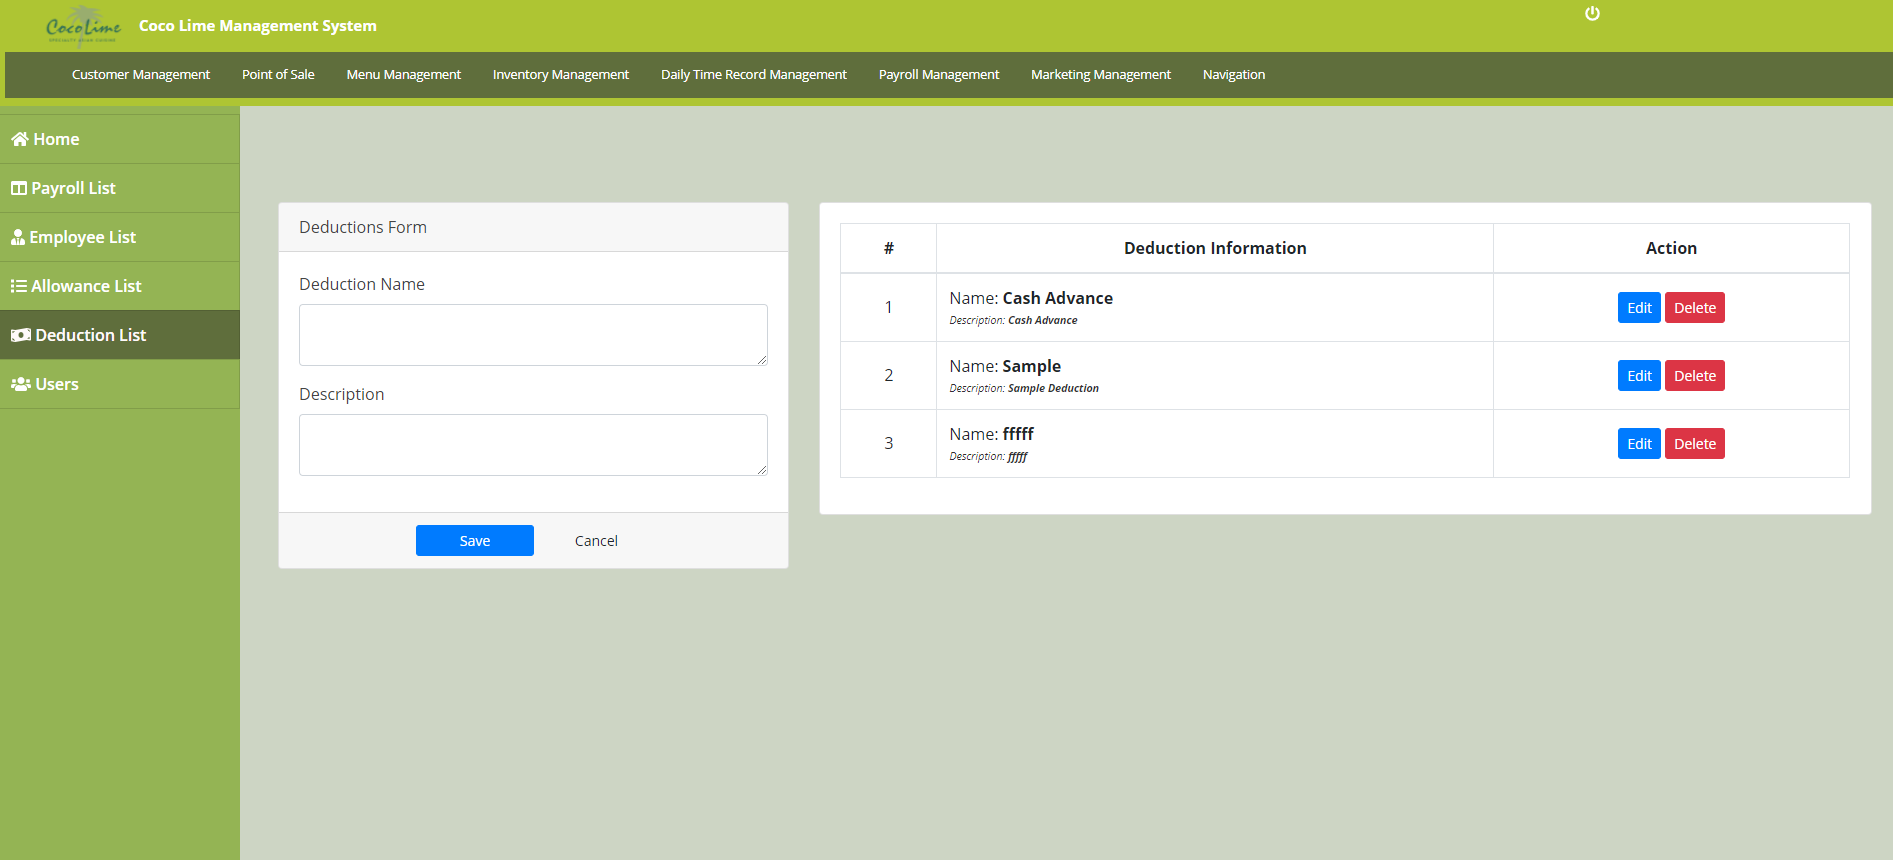 CocoLime
Coco Lime Management System
Customer Management Point of Sale Menu Management Inventory Management Daily Time Record Management Payroll Management Marketing Management Navigation
Home
Payroll List
Employee List
Allowance List
Deduction List
Users
Deductions Form
Deduction Name
Description
Save Cancel
# Deduction Information Action
1 Name: Cash Advance Edit Delete
Description: Cash Advance
2 Name: Sample Edit Delete
Description: Sample Deduction
3 Name: fffff Edit Delete
Description: fffff